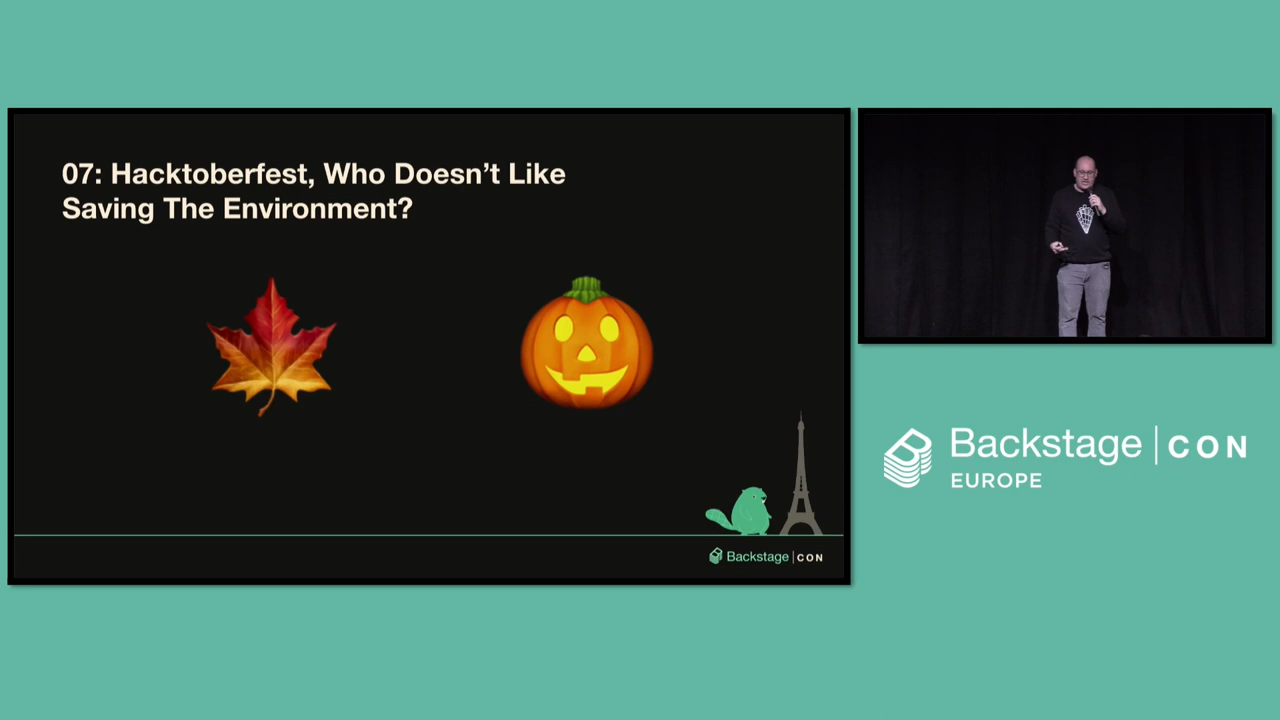 07: Hacktoberfest, Who Doesn’t Like
Saving The Environment?
Backstage | CON
Backstage | CON
EUROPE